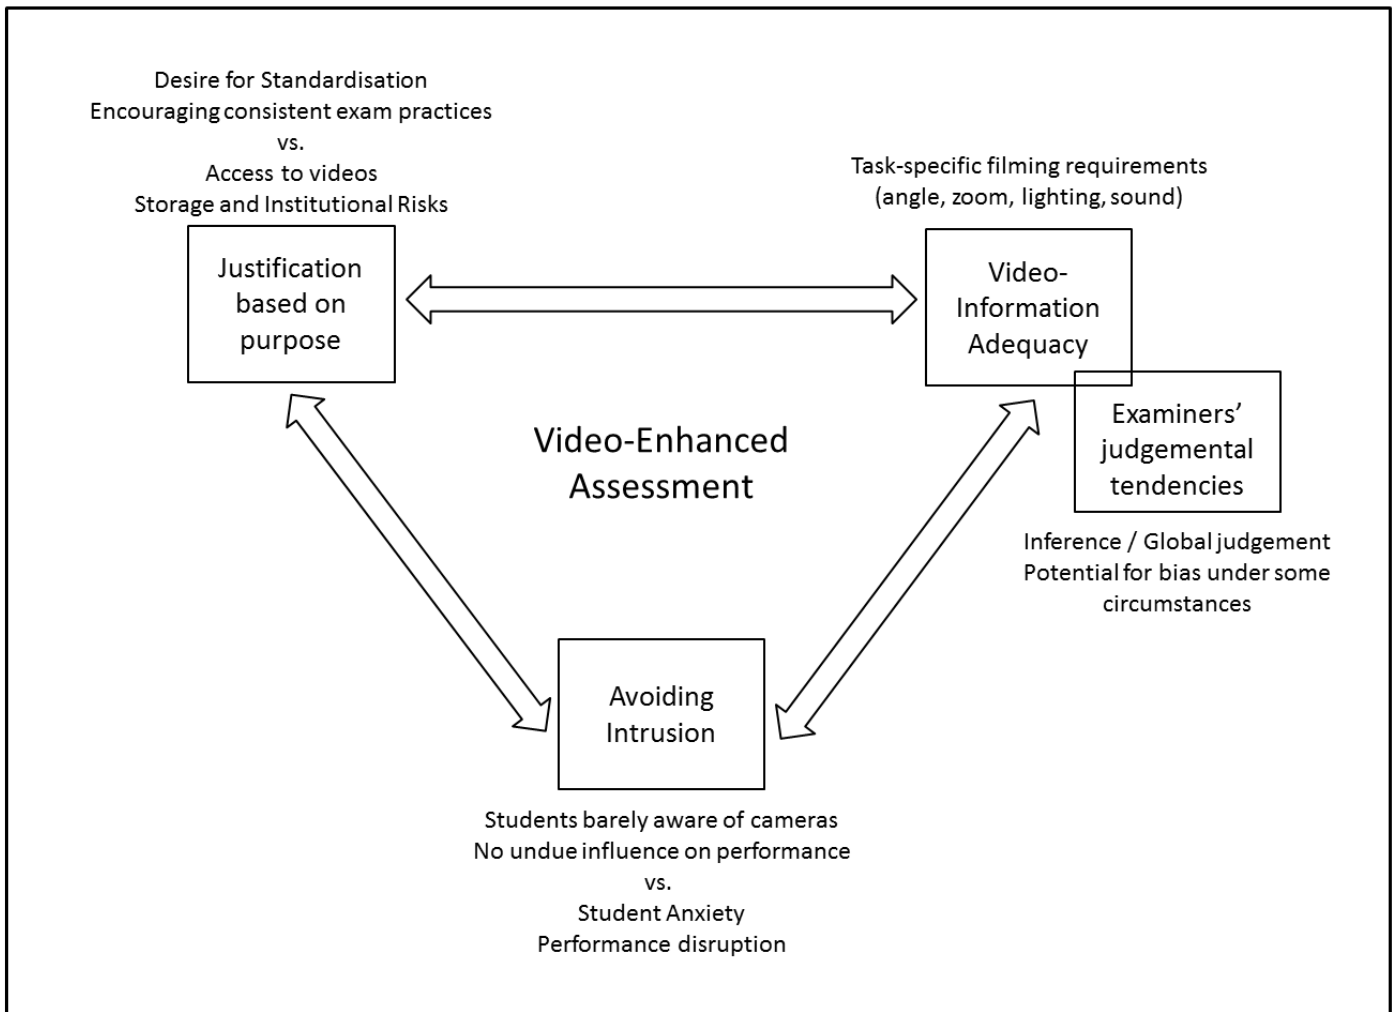 Desire for Standardisation
Encouraging consistent exam practices
vs.
Access to videos
Storage and Institutional Risks
Justification
based on
purpose
Task-specific filming requirements
(angle, zoom, lighting, sound)
Video-
Information
Adequacy
Examiners’
judgemental
tendencies
Inference / Global judgement
Potential for bias under some
circumstances
Video-Enhanced
Assessment
Avoiding
Intrusion
Students barely aware of cameras
No undue influence on performance
vs.
Student Anxiety
Performance disruption